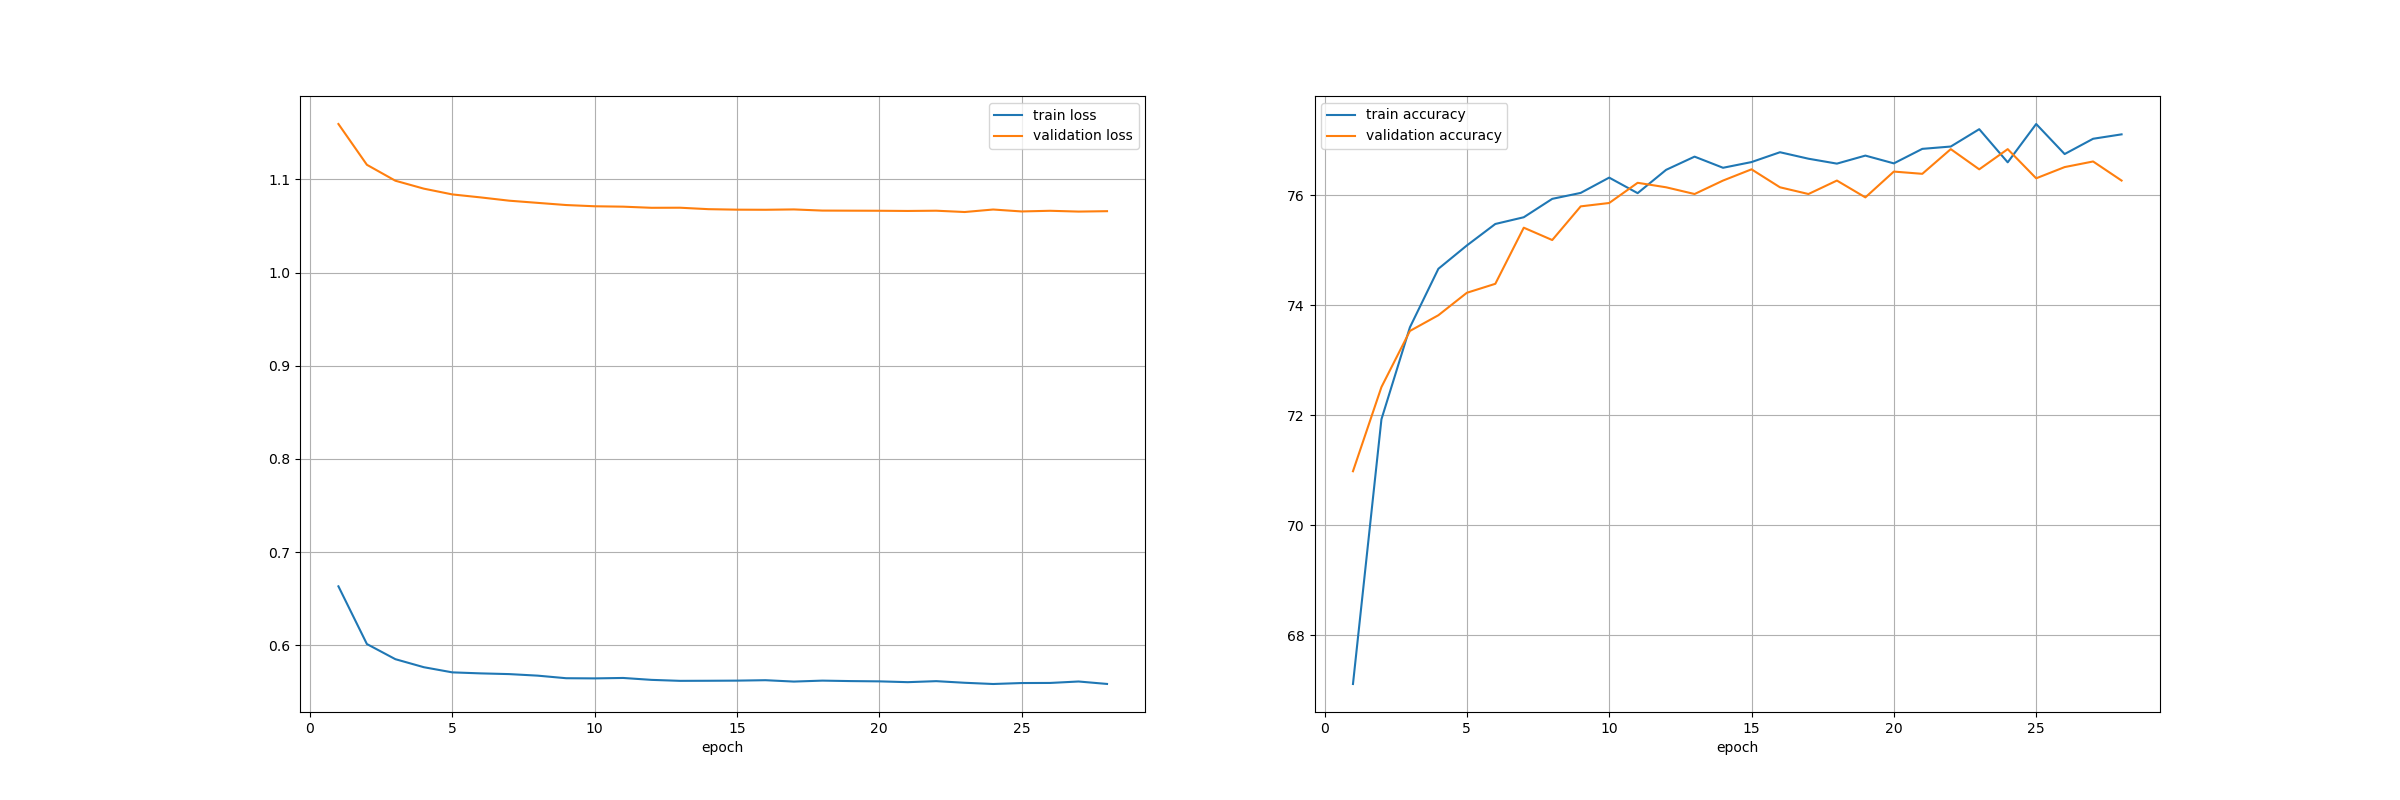 train loss
validation loss
1.1
1.0
0.9
0.8
0.7
0.6
0 5 10 15 20 25
epoch
train accuracy
validation accuracy
76
74
72
70
68
0 5 10 15 20 25
epoch